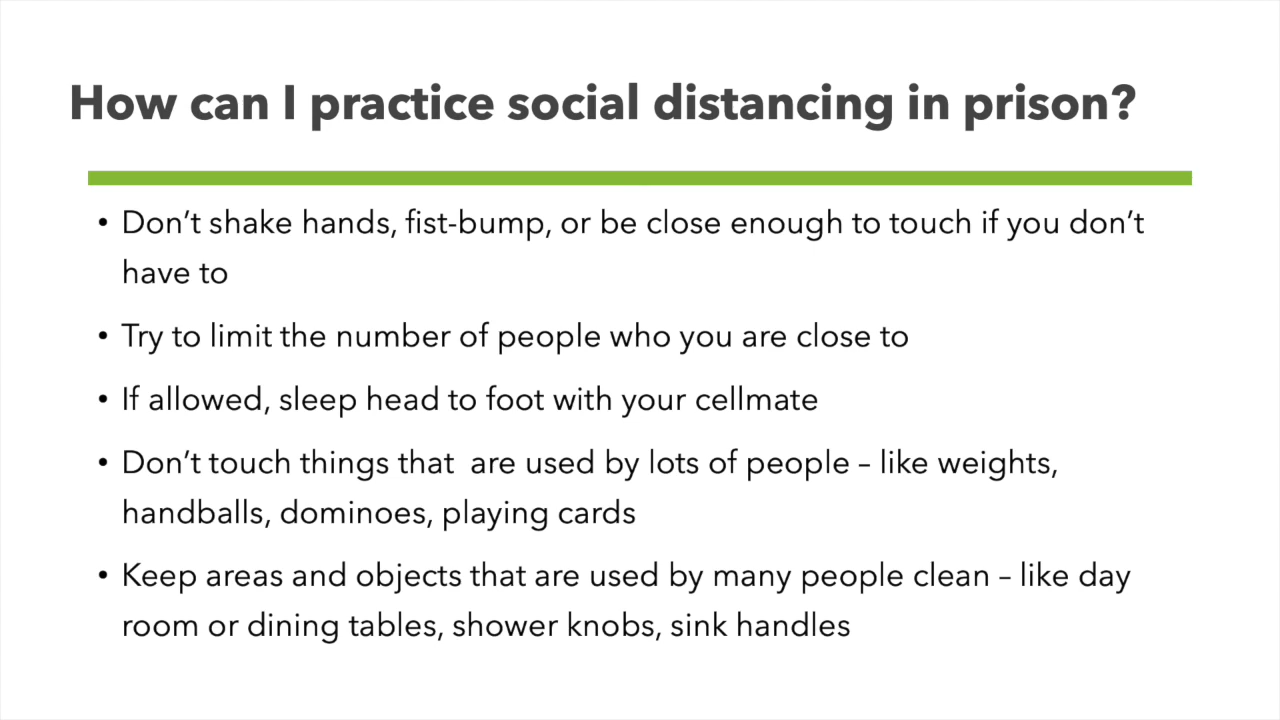 How can I practice social distancing in prison?
• Don’t shake hands, fist-bump, or be close enough to touch if you don’t
have to
• Try to limit the number of people who you are close to
• If allowed, sleep head to foot with your cellmate
• Don’t touch things that  are used by lots of people – like weights,
handballs, dominoes, playing cards
• Keep areas and objects that are used by many people clean – like day
room or dining tables, shower knobs, sink handles